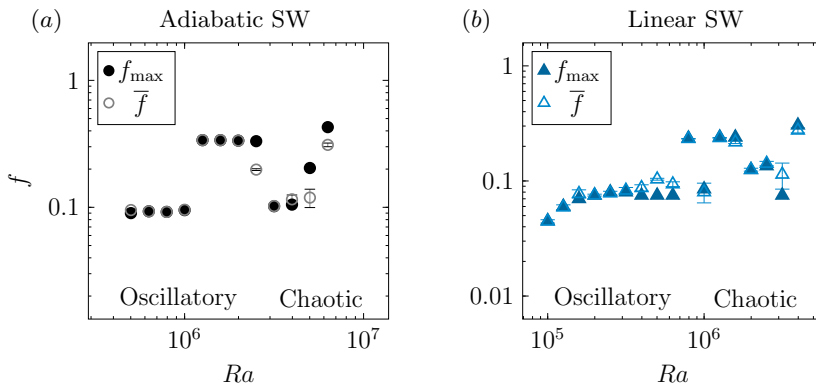 (a) Adiabatic SW
1
0.1
f
f_max
f̅
Oscillatory Chaotic
10^6 10^7
Ra
(b) Linear SW
1
0.1
0.01
f_max
f̅
Oscillatory Chaotic
10^5 10^6
Ra